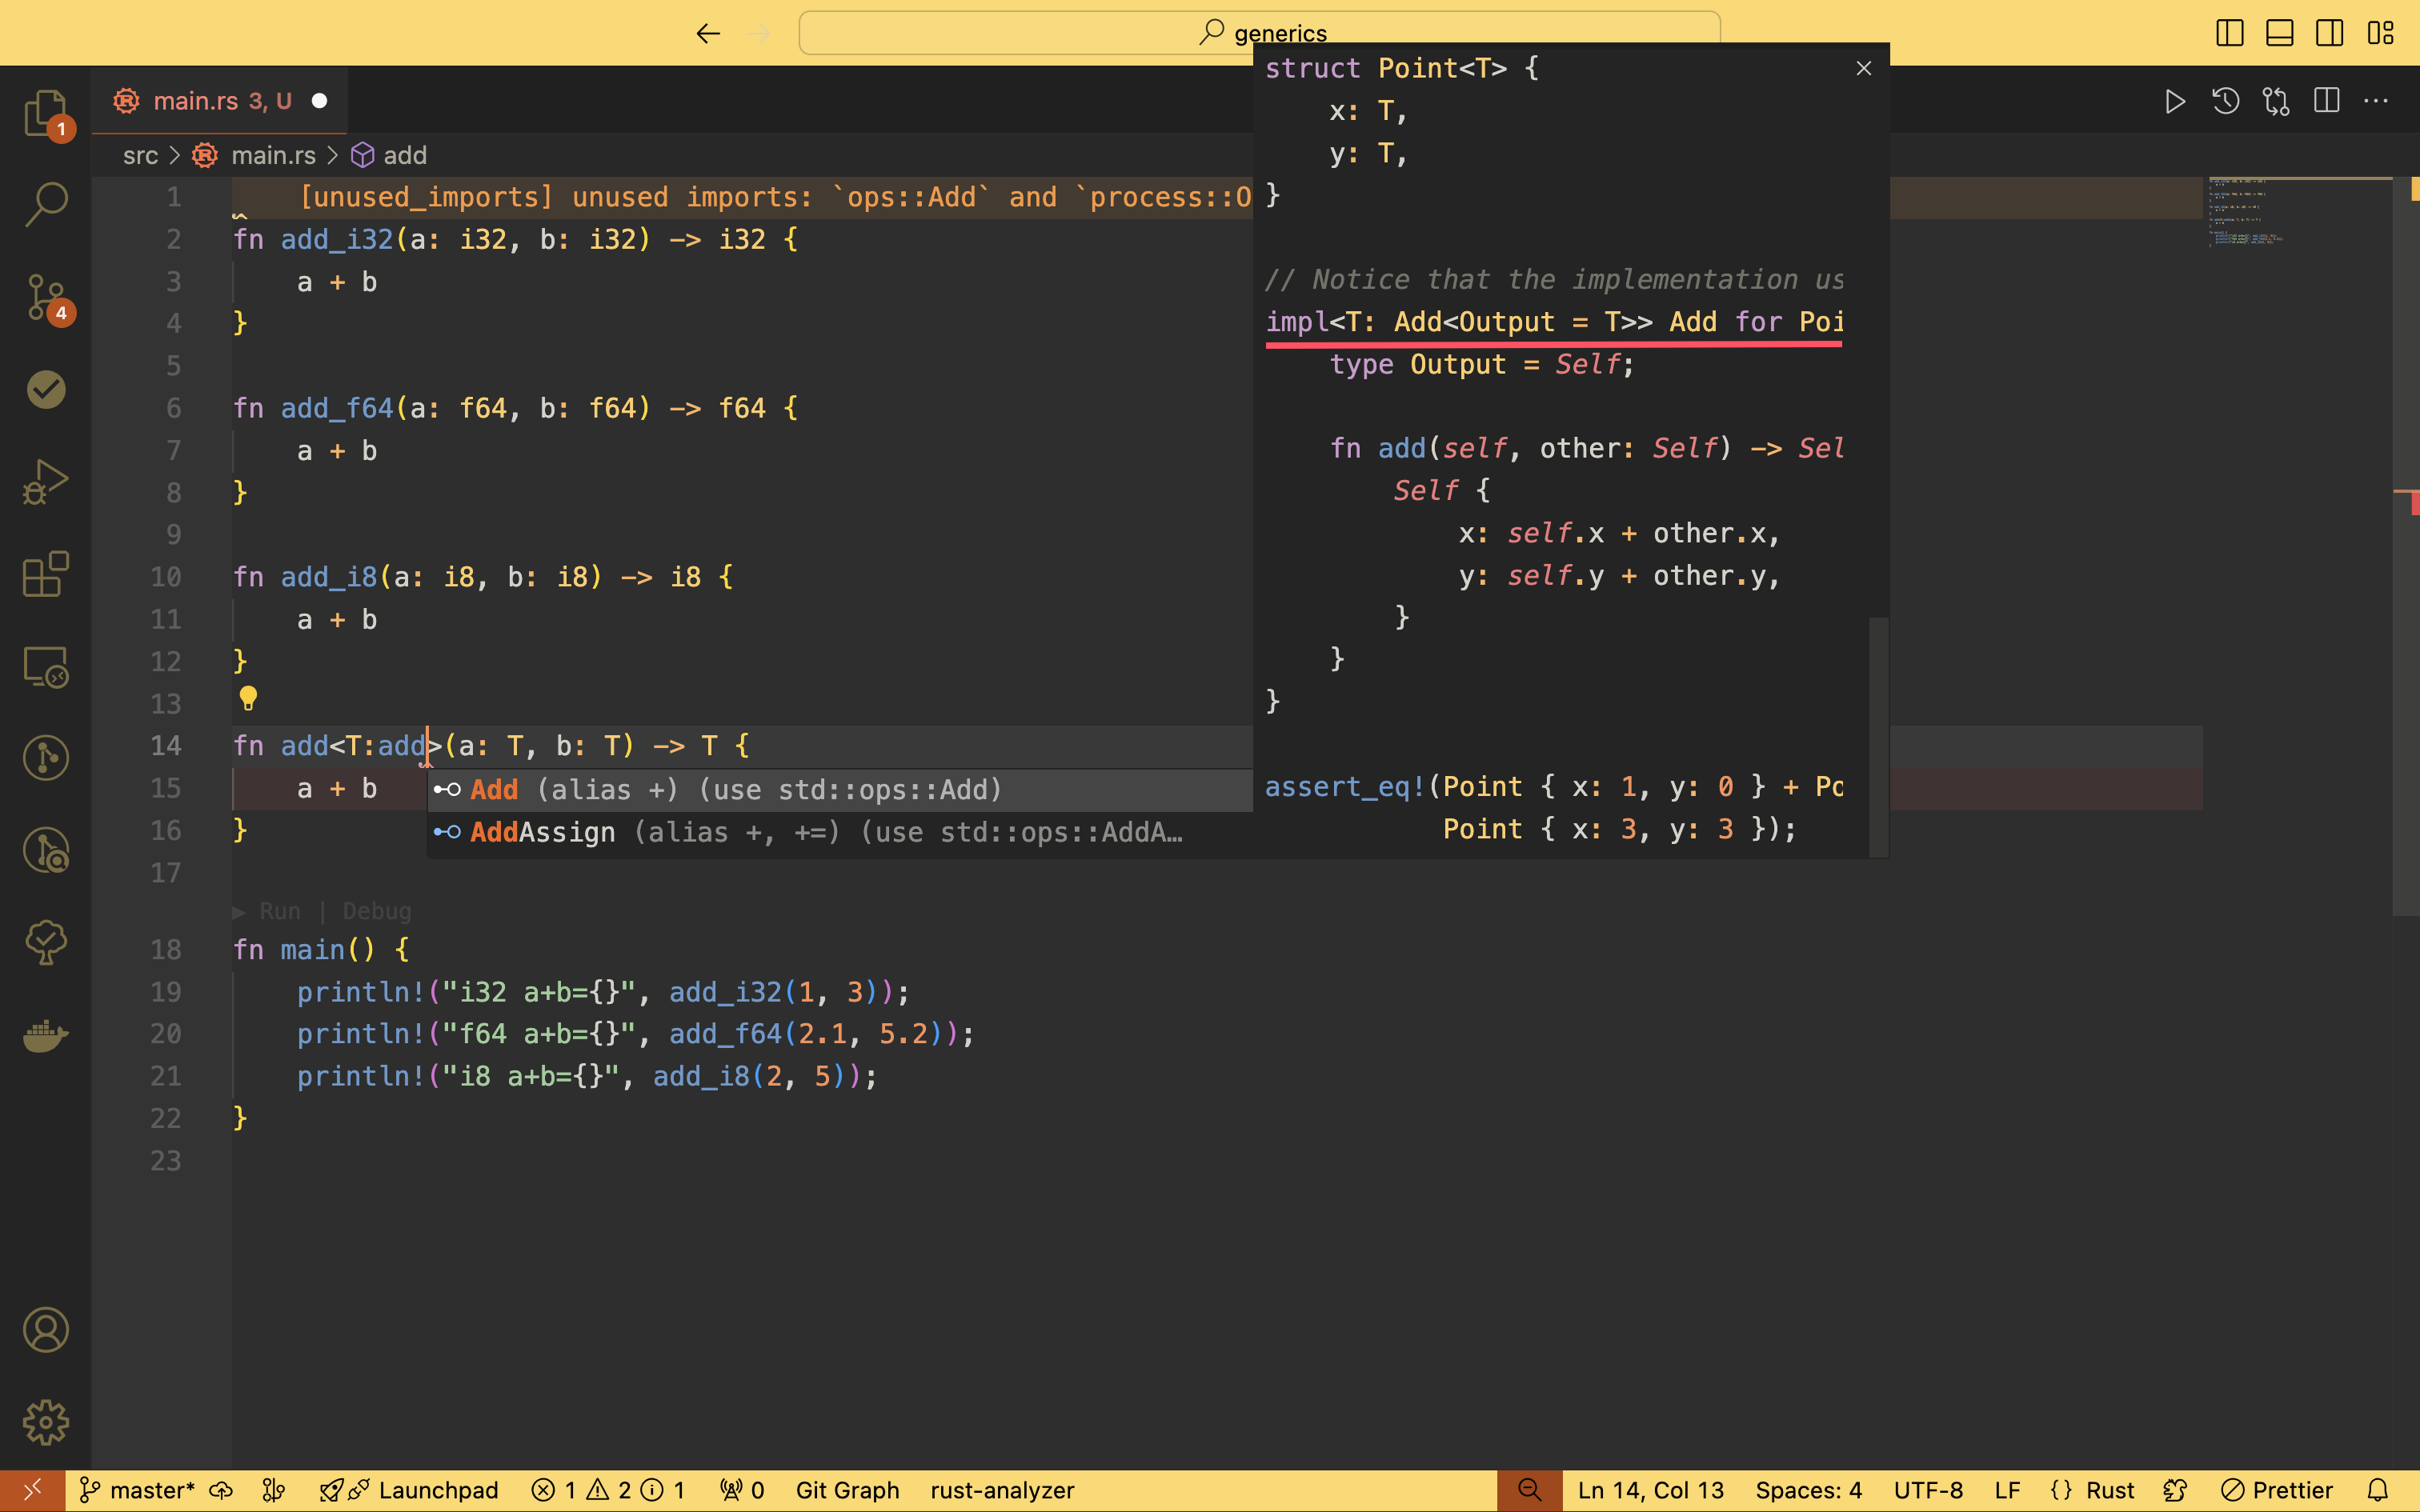 generics
main.rs 3, U
src > main.rs > add
1 [unused_imports] unused imports: `ops::Add` and `process::O
2 fn add_i32(a: i32, b: i32) -> i32 {
3 a + b
4 }
5
6 fn add_f64(a: f64, b: f64) -> f64 {
7 a + b
8 }
9
10 fn add_i8(a: i8, b: i8) -> i8 {
11 a + b
12 }
13
14 fn add<T:add>(a: T, b: T) -> T {
15 a + b
16 }
17
Add (alias +) (use std::ops::Add)
AddAssign (alias +, +=) (use std::ops::AddA…
Run | Debug
18 fn main() {
19 println!("i32 a+b={}", add_i32(1, 3));
20 println!("f64 a+b={}", add_f64(2.1, 5.2));
21 println!("i8 a+b={}", add_i8(2, 5));
22 }
23
struct Point<T> {
x: T,
y: T,
}
// Notice that the implementation us
impl<T: Add<Output = T>> Add for Poi
type Output = Self;
fn add(self, other: Self) -> Sel
Self {
x: self.x + other.x,
y: self.y + other.y,
}
}
}
assert_eq!(Point { x: 1, y: 0 } + Po
Point { x: 3, y: 3 });
1
4
master* Launchpad 1 2 1 0 Git Graph rust-analyzer Ln 14, Col 13 Spaces: 4 UTF-8 LF {} Rust Prettier